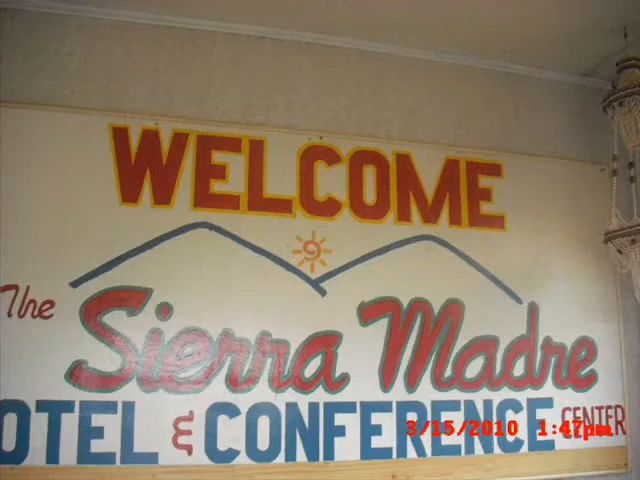 WELCOME
The
Sierra Madre
OTEL & CONFERENCE CENTER
3/15/2010 1:47pm